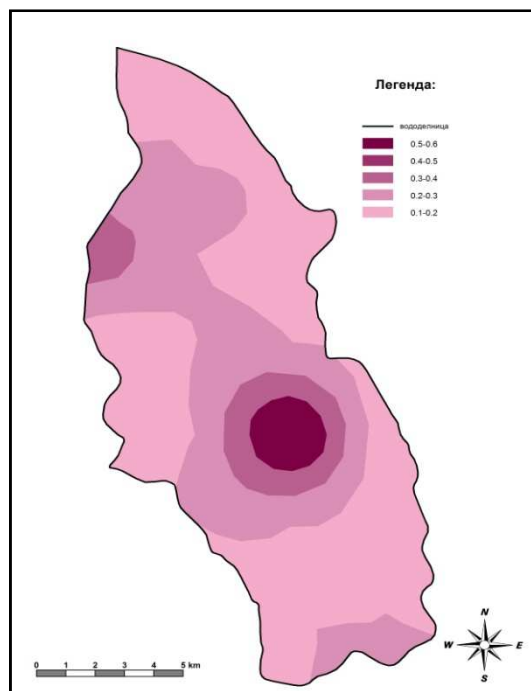 Легенда:
вододелница
0.5-0.6
0.4-0.5
0.3-0.4
0.2-0.3
0.1-0.2
N
W E
S
0 1 2 3 4 5 km